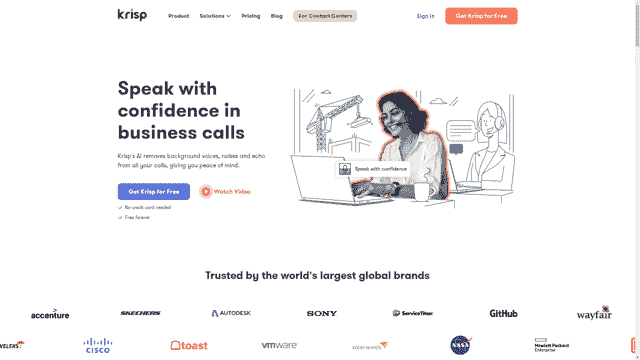 krisp
Product Solutions Pricing Blog For Contact Centers Sign in Get Krisp for Free
Speak with
confidence in
business calls
Krisp's AI removes background voices, noises and echo
from all your calls, giving you peace of mind.
Get Krisp for Free Watch Video
No credit card needed
Free forever
Speak with confidence
Trusted by the world's largest global brands
accenture SKECHERS AUTODESK SONY ServiceTitan GitHub wayfair
VELERS CISCO toast vmware solarwinds NASA Hewlett Packard
Enterprise